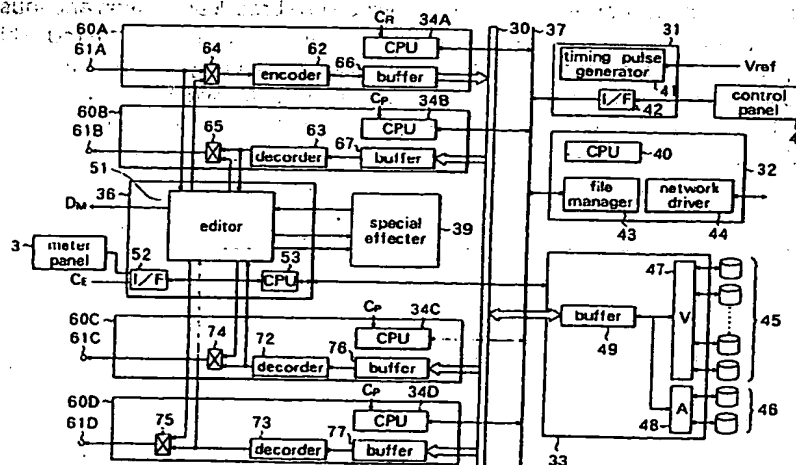 60A
61A
64
62
CR
34A
CPU
66
encoder
buffer
30
37
31
timing pulse
generator
41
Vref
I/F
42
control
panel
60B
61B
65
63
CP
34B
CPU
67
decorder
buffer
CPU
40
32
file
manager
43
network
driver
44
51
36
DM
editor
special
effecter
39
3
meter
panel
52
I/F
CE
53
CPU
47
V
45
buffer
49
A
46
48
33
60C
61C
74
72
CP
34C
CPU
76
decorder
buffer
60D
61D
75
73
CP
34D
CPU
77
decorder
buffer